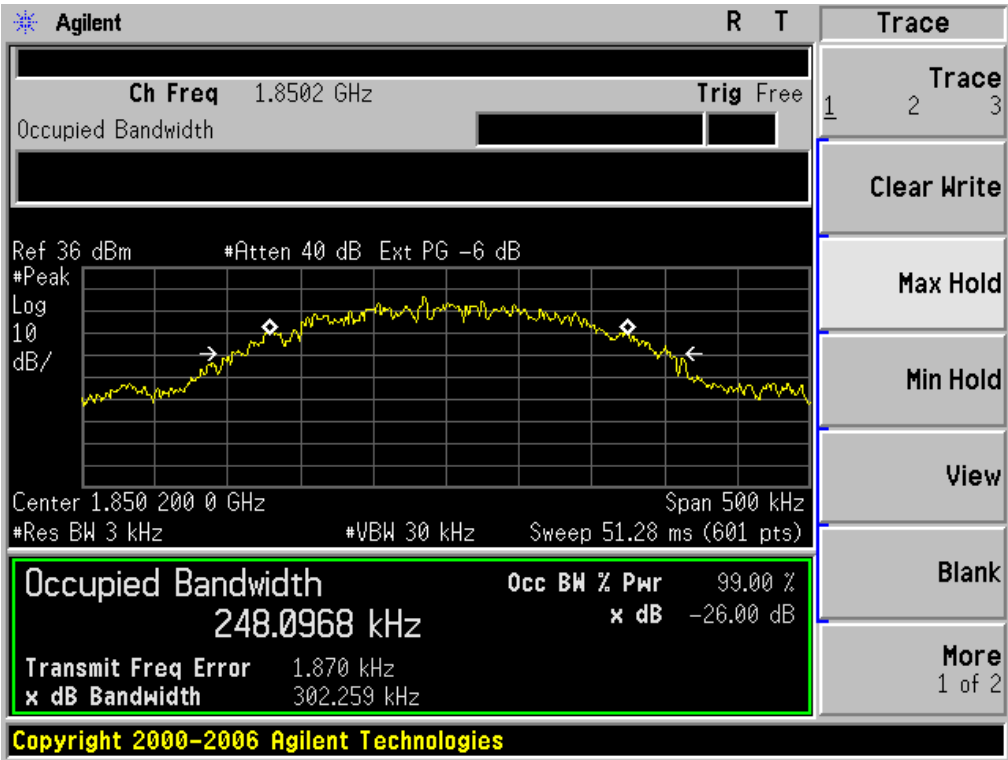 Agilent R T
Ch Freq 1.8502 GHz Trig Free
Occupied Bandwidth
Ref 36 dBm #Atten 40 dB Ext PG -6 dB
#Peak
Log
10
dB/
Center 1.850 200 0 GHz Span 500 kHz
#Res BW 3 kHz #VBW 30 kHz Sweep 51.28 ms (601 pts)
Occupied Bandwidth Occ BW % Pwr 99.00 %
248.0968 kHz x dB -26.00 dB
Transmit Freq Error 1.870 kHz
x dB Bandwidth 302.259 kHz
Copyright 2000-2006 Agilent Technologies
Trace
Trace
1 2 3
Clear Write
Max Hold
Min Hold
View
Blank
More
1 of 2